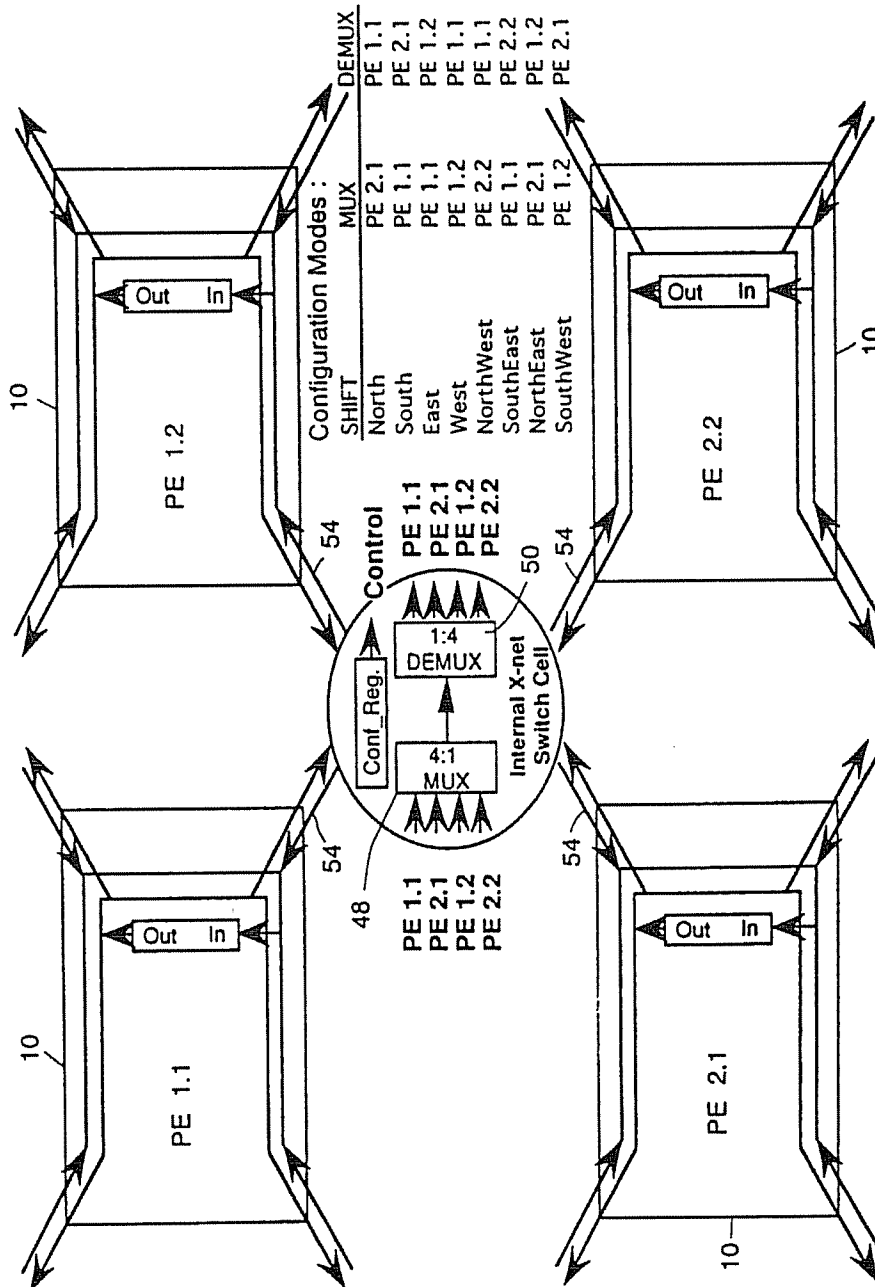 10
10
PE 1.1
Out In
PE 1.2
Out In
54
54
48
PE 1.1
PE 2.1
PE 1.2
PE 2.2
Conf_Reg.
Control
4:1
MUX
1:4
DEMUX
Internal X-net
Switch Cell
PE 1.1
PE 2.1
PE 1.2
PE 2.2
50
Configuration Modes :
SHIFT MUX DEMUX
North PE 2.1 PE 1.1
South PE 1.1 PE 2.1
East PE 1.1 PE 1.2
West PE 1.2 PE 1.1
NorthWest PE 2.2 PE 1.1
SouthEast PE 1.1 PE 2.2
NorthEast PE 2.1 PE 1.2
SouthWest PE 1.2 PE 2.1
54
54
PE 2.1
Out In
PE 2.2
Out In
10
10